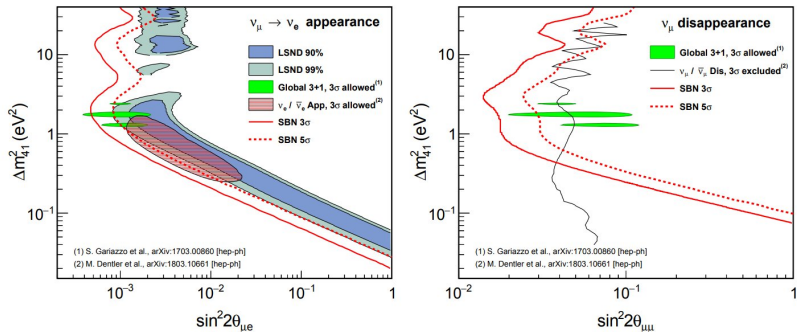 ν_μ → ν_e appearance
LSND 90%
LSND 99%
Global 3+1, 3σ allowed^(1)
ν_e / ν̄_e App, 3σ allowed^(2)
SBN 3σ
SBN 5σ
10
1
10^−1
Δm²_41 (eV²)
(1) S. Gariazzo et al., arXiv:1703.00860 [hep-ph]
(2) M. Dentler et al., arXiv:1803.10661 [hep-ph]
10^−3
10^−2
10^−1
1
sin²2θ_μe
ν_μ disappearance
Global 3+1, 3σ allowed^(1)
ν_μ / ν̄_μ Dis, 3σ excluded^(2)
SBN 3σ
SBN 5σ
10
1
10^−1
Δm²_41 (eV²)
(1) S. Gariazzo et al., arXiv:1703.00860 [hep-ph]
(2) M. Dentler et al., arXiv:1803.10661 [hep-ph]
10^−2
10^−1
1
sin²2θ_μμ